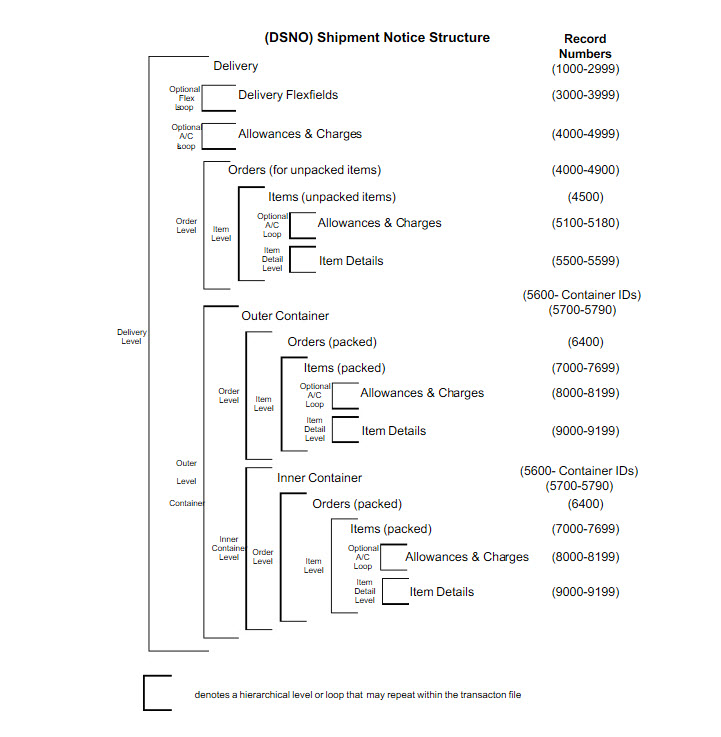 (DSNO) Shipment Notice Structure
Record
Numbers
Delivery
(1000-2999)
Optional
Flex
Loop
Delivery Flexfields
(3000-3999)
Optional
A/C
Loop
Allowances & Charges
(4000-4999)
Orders (for unpacked items)
(4000-4900)
Items (unpacked items)
(4500)
Order
Level
Item
Level
Optional
A/C
Loop
Allowances & Charges
(5100-5180)
Item
Detail
Level
Item Details
(5500-5599)
(5600- Container IDs)
(5700-5790)
Outer Container
Delivery
Level
Orders (packed)
(6400)
Items (packed)
(7000-7699)
Order
Level
Item
Level
Optional
A/C
Loop
Allowances & Charges
(8000-8199)
Item
Detail
Level
Item Details
(9000-9199)
Outer
Level
Container
Inner Container
(5600- Container IDs)
(5700-5790)
Orders (packed)
(6400)
Items (packed)
(7000-7699)
Inner
Container
Level
Order
Level
Item
Level
Optional
A/C
Loop
Allowances & Charges
(8000-8199)
Item
Detail
Level
Item Details
(9000-9199)
denotes a hierarchical level or loop that may repeat within the transacton file